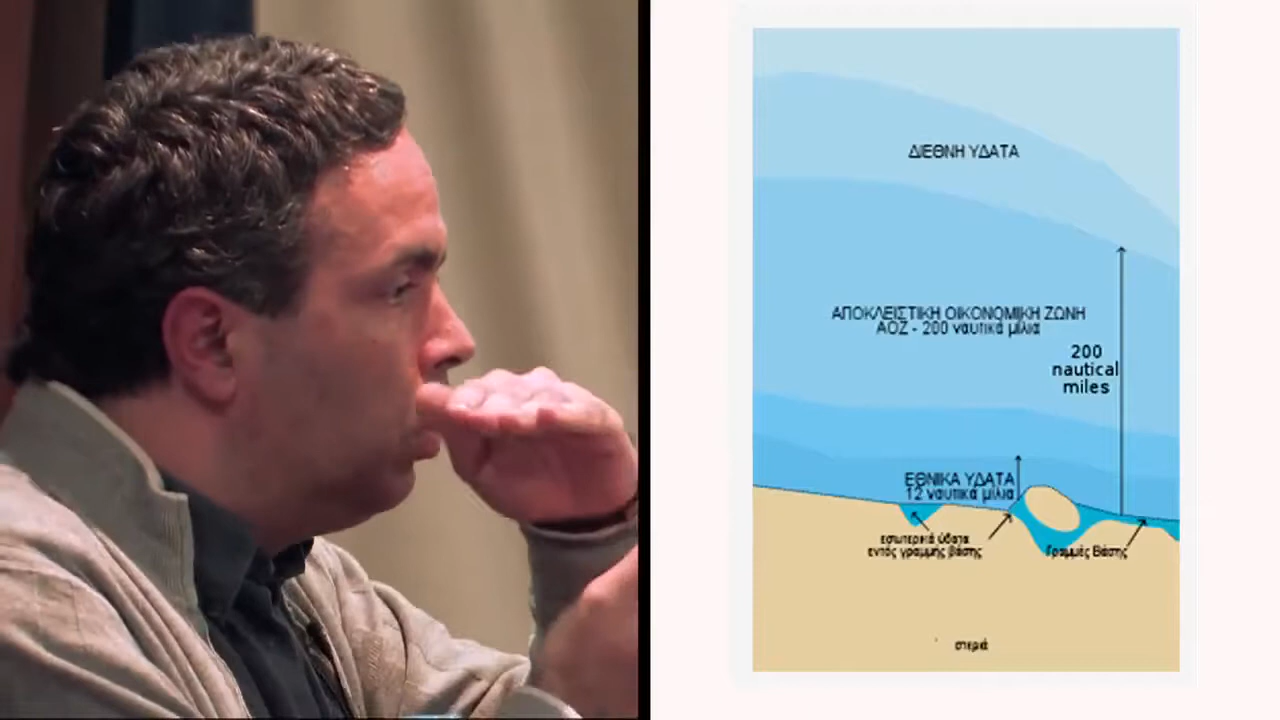 ΔΙΕΘΝΗ ΥΔΑΤΑ
ΑΠΟΚΛΕΙΣΤΙΚΗ ΟΙΚΟΝΟΜΙΚΗ ΖΩΝΗ
ΑΟΖ - 200 ναυτικά μίλια
200
nautical
miles
ΕΘΝΙΚΑ ΥΔΑΤΑ
12 ναυτικά μίλια
εσωτερικά ύδατα
εντός γραμμής βάσης
Γραμμές Βάσης
στεριά